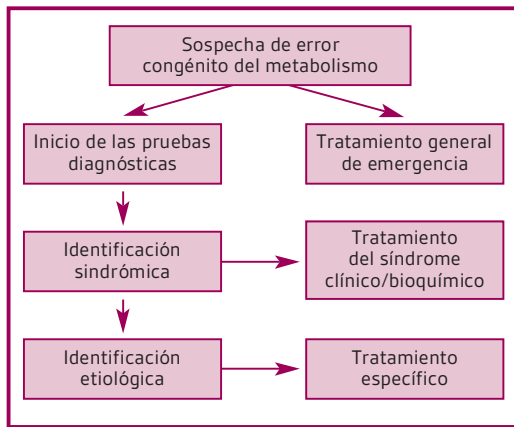 Sospecha de error
congénito del metabolismo
Inicio de las pruebas
diagnósticas
Tratamiento general
de emergencia
Identificación
sindrómica
Tratamiento
del síndrome
clínico/bioquímico
Identificación
etiológica
Tratamiento
específico